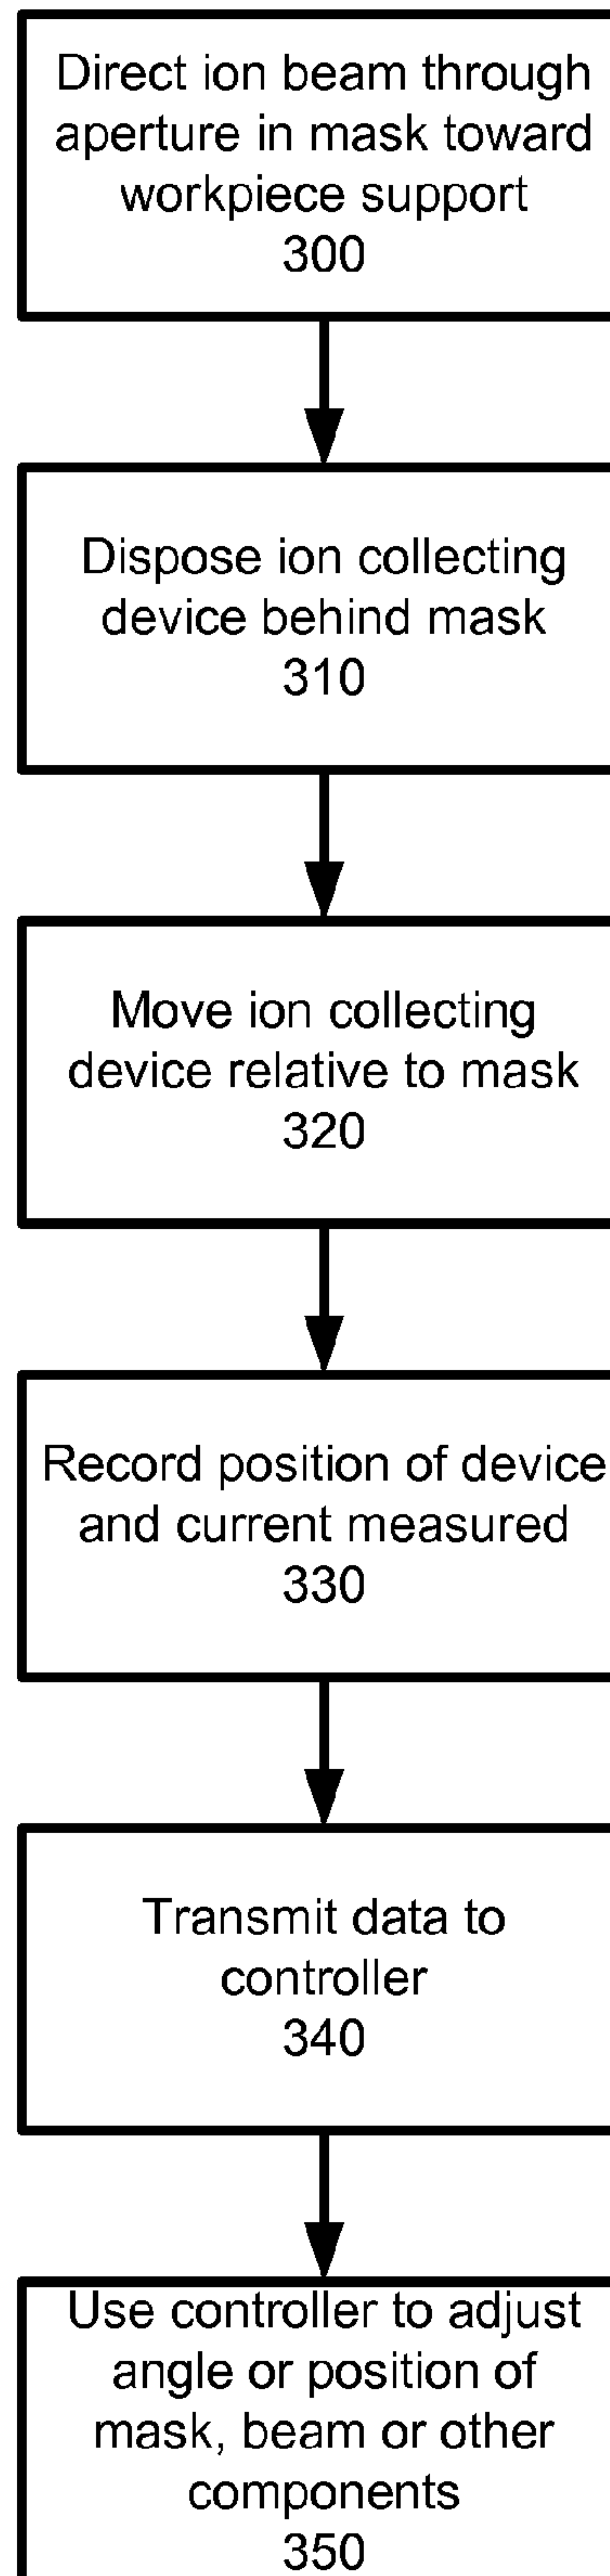 Direct ion beam through
aperture in mask toward
workpiece support
300
Dispose ion collecting
device behind mask
310
Move ion collecting
device relative to mask
320
Record position of device
and current measured
330
Transmit data to
controller
340
Use controller to adjust
angle or position of
mask, beam or other
components
350